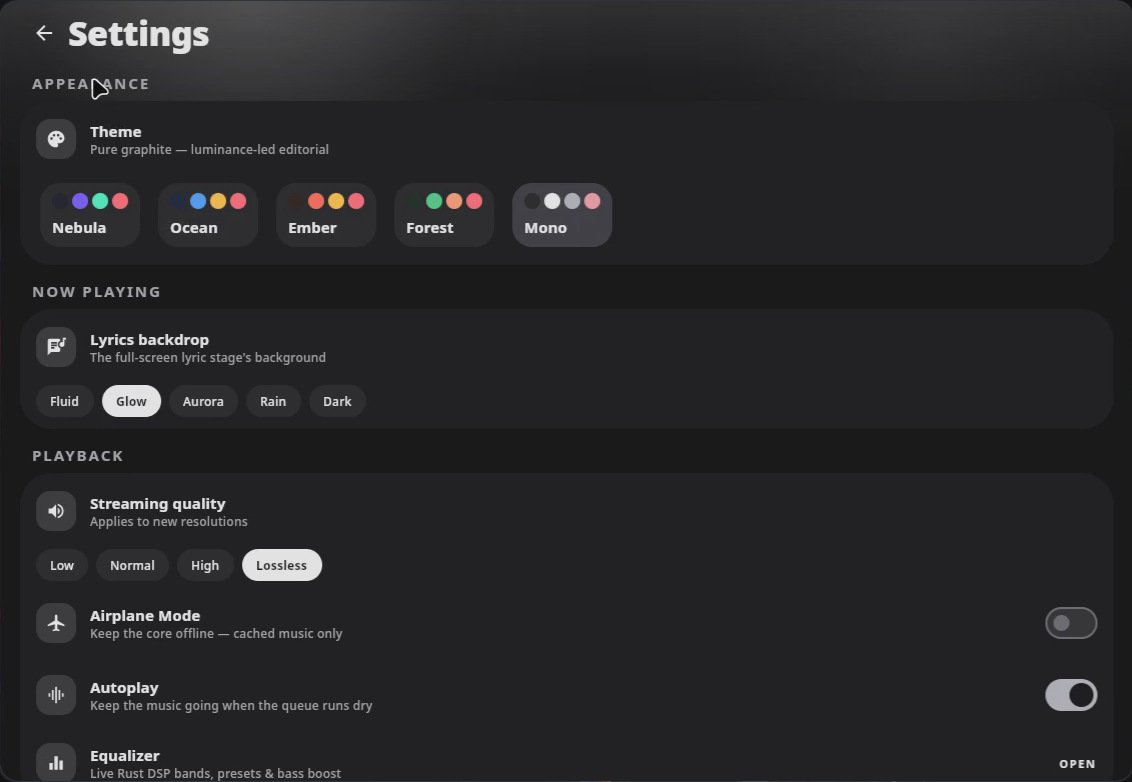 Settings
APPEARANCE
Theme
Pure graphite — luminance-led editorial
Nebula Ocean Ember Forest Mono
NOW PLAYING
Lyrics backdrop
The full-screen lyric stage's background
Fluid Glow Aurora Rain Dark
PLAYBACK
Streaming quality
Applies to new resolutions
Low Normal High Lossless
Airplane Mode
Keep the core offline — cached music only
Autoplay
Keep the music going when the queue runs dry
Equalizer
Live Rust DSP bands, presets & bass boost
OPEN